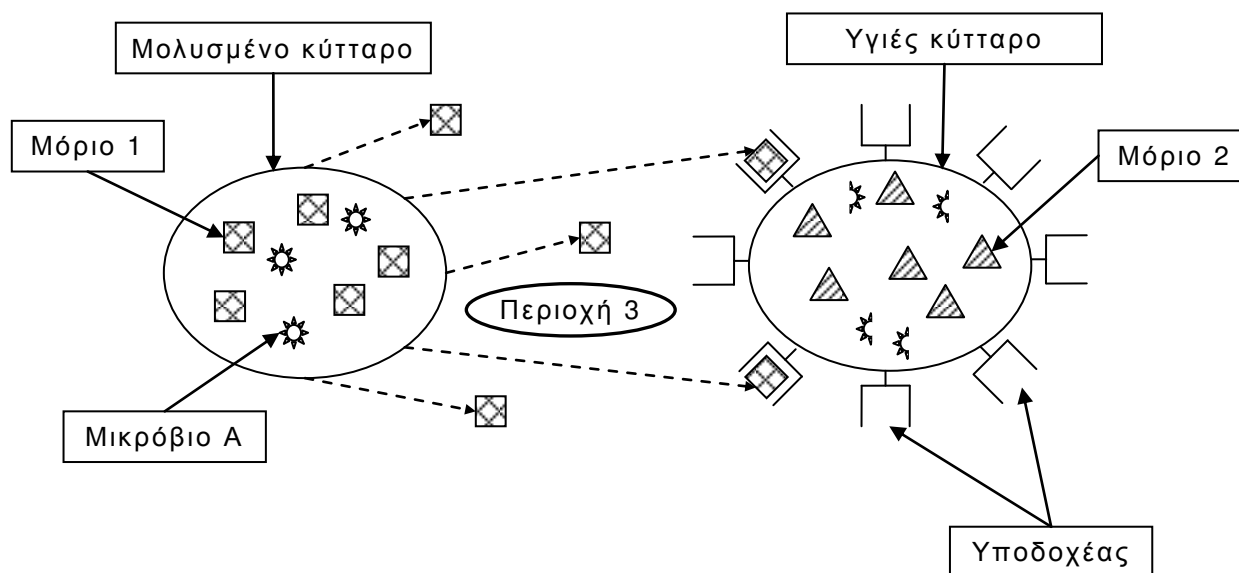 Μολυσμένο κύτταρο
Υγιές κύτταρο
Μόριο 1
Μόριο 2
Περιοχή 3
Μικρόβιο Α
Υποδοχέας